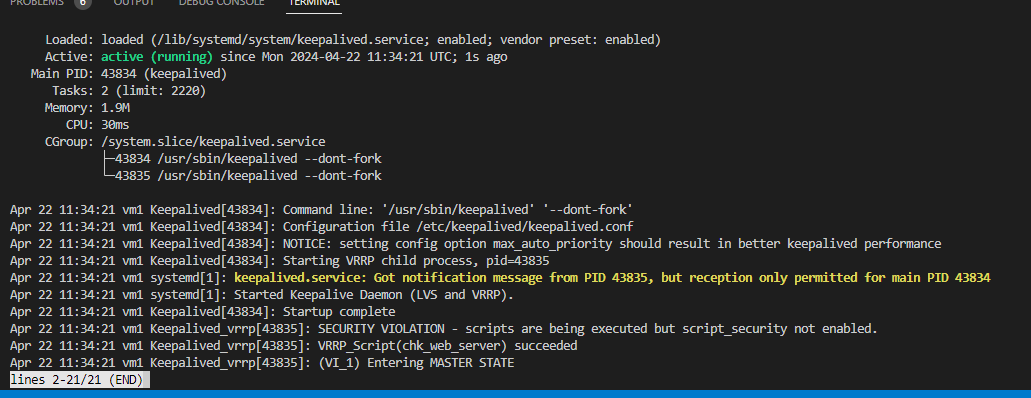 PROBLEMS 6 OUTPUT DEBUG CONSOLE TERMINAL
Loaded: loaded (/lib/systemd/system/keepalived.service; enabled; vendor preset: enabled)
Active: active (running) since Mon 2024-04-22 11:34:21 UTC; 1s ago
Main PID: 43834 (keepalived)
Tasks: 2 (limit: 2220)
Memory: 1.9M
CPU: 30ms
CGroup: /system.slice/keepalived.service
├─43834 /usr/sbin/keepalived --dont-fork
└─43835 /usr/sbin/keepalived --dont-fork
Apr 22 11:34:21 vm1 Keepalived[43834]: Command line: '/usr/sbin/keepalived' '--dont-fork'
Apr 22 11:34:21 vm1 Keepalived[43834]: Configuration file /etc/keepalived/keepalived.conf
Apr 22 11:34:21 vm1 Keepalived[43834]: NOTICE: setting config option max_auto_priority should result in better keepalived performance
Apr 22 11:34:21 vm1 Keepalived[43834]: Starting VRRP child process, pid=43835
Apr 22 11:34:21 vm1 systemd[1]: keepalived.service: Got notification message from PID 43835, but reception only permitted for main PID 43834
Apr 22 11:34:21 vm1 systemd[1]: Started Keepalive Daemon (LVS and VRRP).
Apr 22 11:34:21 vm1 Keepalived[43834]: Startup complete
Apr 22 11:34:21 vm1 Keepalived_vrrp[43835]: SECURITY VIOLATION - scripts are being executed but script_security not enabled.
Apr 22 11:34:21 vm1 Keepalived_vrrp[43835]: VRRP_Script(chk_web_server) succeeded
Apr 22 11:34:21 vm1 Keepalived_vrrp[43835]: (VI_1) Entering MASTER STATE
lines 2-21/21 (END)